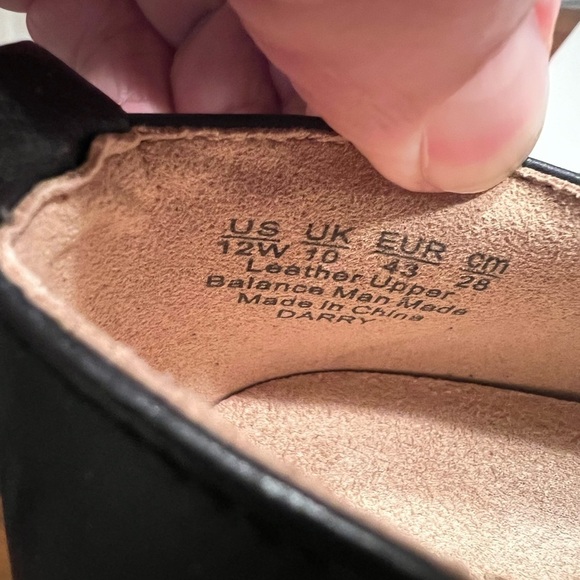 US UK EUR cm
12W 10 43 28
Leather Upper
Balance Man Made
Made in China
DARRY